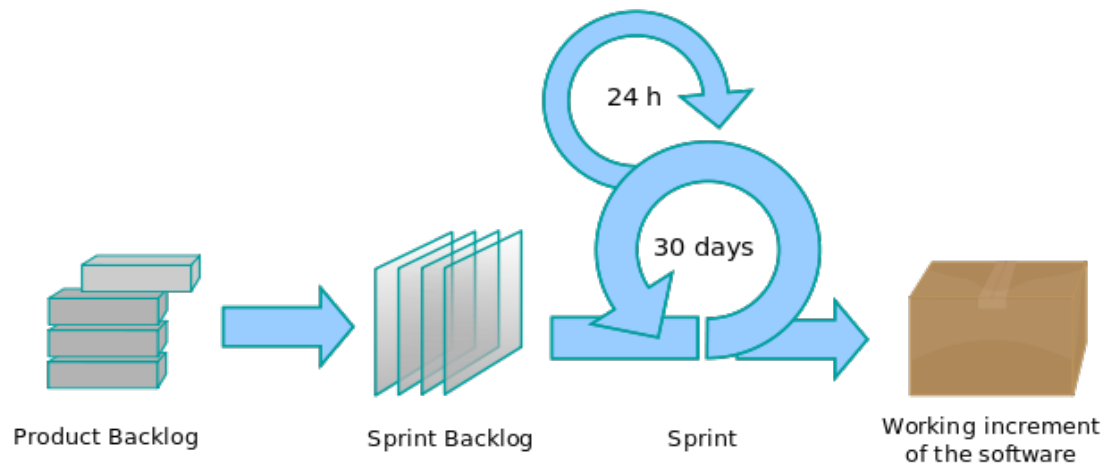 24 h
30 days
Product Backlog
Sprint Backlog
Sprint
Working increment
of the software